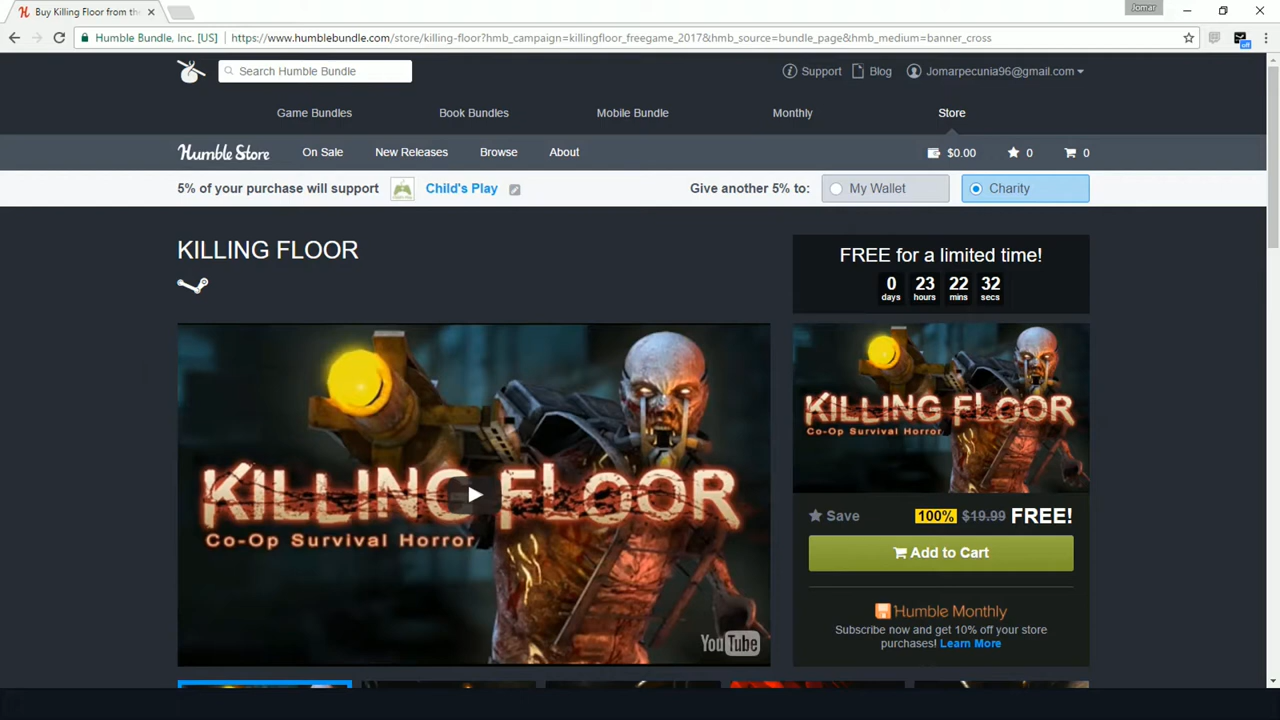 Buy Killing Floor from the
Jomar
Humble Bundle, Inc. [US]
https://www.humblebundle.com/store/killing-floor?hmb_campaign=killingfloor_freegame_2017&hmb_source=bundle_page&hmb_medium=banner_cross
off
Search Humble Bundle
Support
Blog
Jomarpecunia96@gmail.com
Game Bundles
Book Bundles
Mobile Bundle
Monthly
Store
Humble Store
On Sale
New Releases
Browse
About
$0.00
0
0
5% of your purchase will support
Child's Play
Give another 5% to:
My Wallet
Charity
KILLING FLOOR
FREE for a limited time!
0 23 22 32
days hours mins secs
KILLING FLOOR
Co-Op Survival Horror
YouTube
KILLING FLOOR
Co-Op Survival Horror
Save
100% $19.99 FREE!
Add to Cart
Humble Monthly
Subscribe now and get 10% off your store
purchases! Learn More